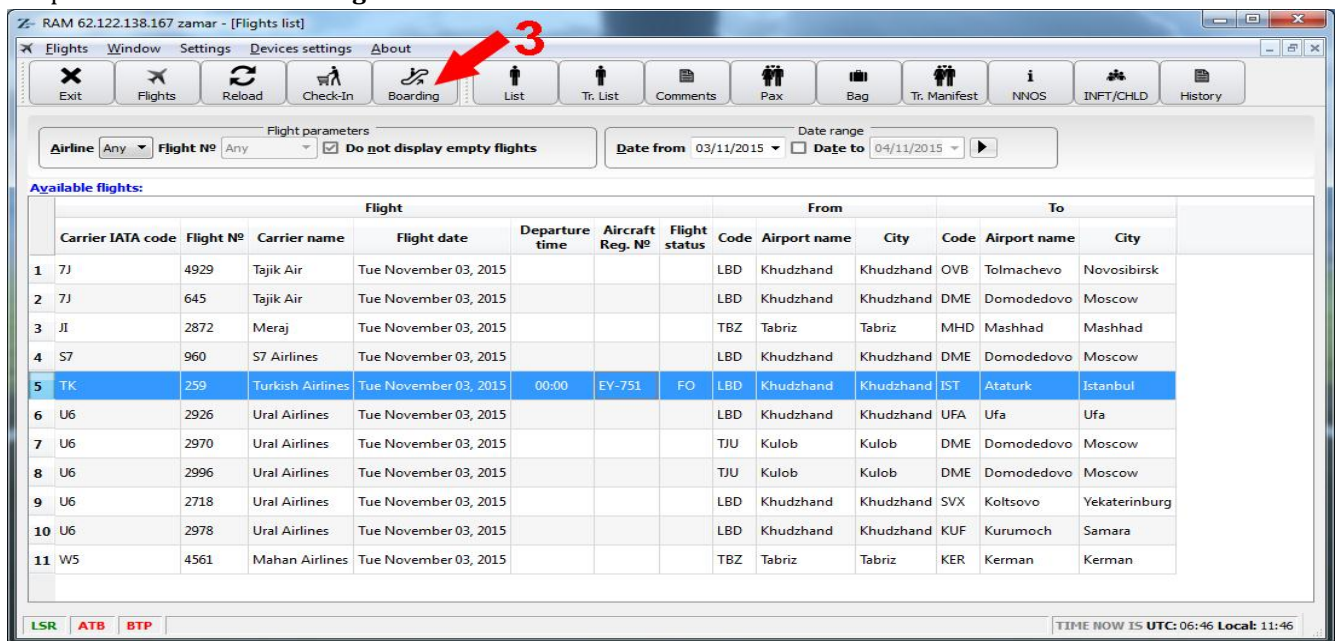 RAM 62.122.138.167 zamar - [Flights list]
Flights Window Settings Devices settings About
3
Exit Flights Reload Check-In Boarding List Tr. List Comments Pax Bag Tr. Manifest NNOS INFT/CHLD History
Flight parameters Date range
Airline Any Flight Nº Any Do not display empty flights Date from 03/11/2015 Date to 04/11/2015
Available flights:
Flight From To
Carrier IATA code Flight Nº Carrier name Flight date Departure time Aircraft Reg. Nº Flight status Code Airport name City Code Airport name City
1 7J 4929 Tajik Air Tue November 03, 2015 LBD Khudzhand Khudzhand OVB Tolmachevo Novosibirsk
2 7J 645 Tajik Air Tue November 03, 2015 LBD Khudzhand Khudzhand DME Domodedovo Moscow
3 JI 2872 Meraj Tue November 03, 2015 TBZ Tabriz Tabriz MHD Mashhad Mashhad
4 S7 960 S7 Airlines Tue November 03, 2015 LBD Khudzhand Khudzhand DME Domodedovo Moscow
5 TK 259 Turkish Airlines Tue November 03, 2015 00:00 EY-751 FO LBD Khudzhand Khudzhand IST Ataturk Istanbul
6 U6 2926 Ural Airlines Tue November 03, 2015 LBD Khudzhand Khudzhand UFA Ufa Ufa
7 U6 2970 Ural Airlines Tue November 03, 2015 TJU Kulob Kulob DME Domodedovo Moscow
8 U6 2996 Ural Airlines Tue November 03, 2015 TJU Kulob Kulob DME Domodedovo Moscow
9 U6 2718 Ural Airlines Tue November 03, 2015 LBD Khudzhand Khudzhand SVX Koltsovo Yekaterinburg
10 U6 2978 Ural Airlines Tue November 03, 2015 LBD Khudzhand Khudzhand KUF Kurumoch Samara
11 W5 4561 Mahan Airlines Tue November 03, 2015 TBZ Tabriz Tabriz KER Kerman Kerman
LSR ATB BTP TIME NOW IS UTC: 06:46 Local: 11:46